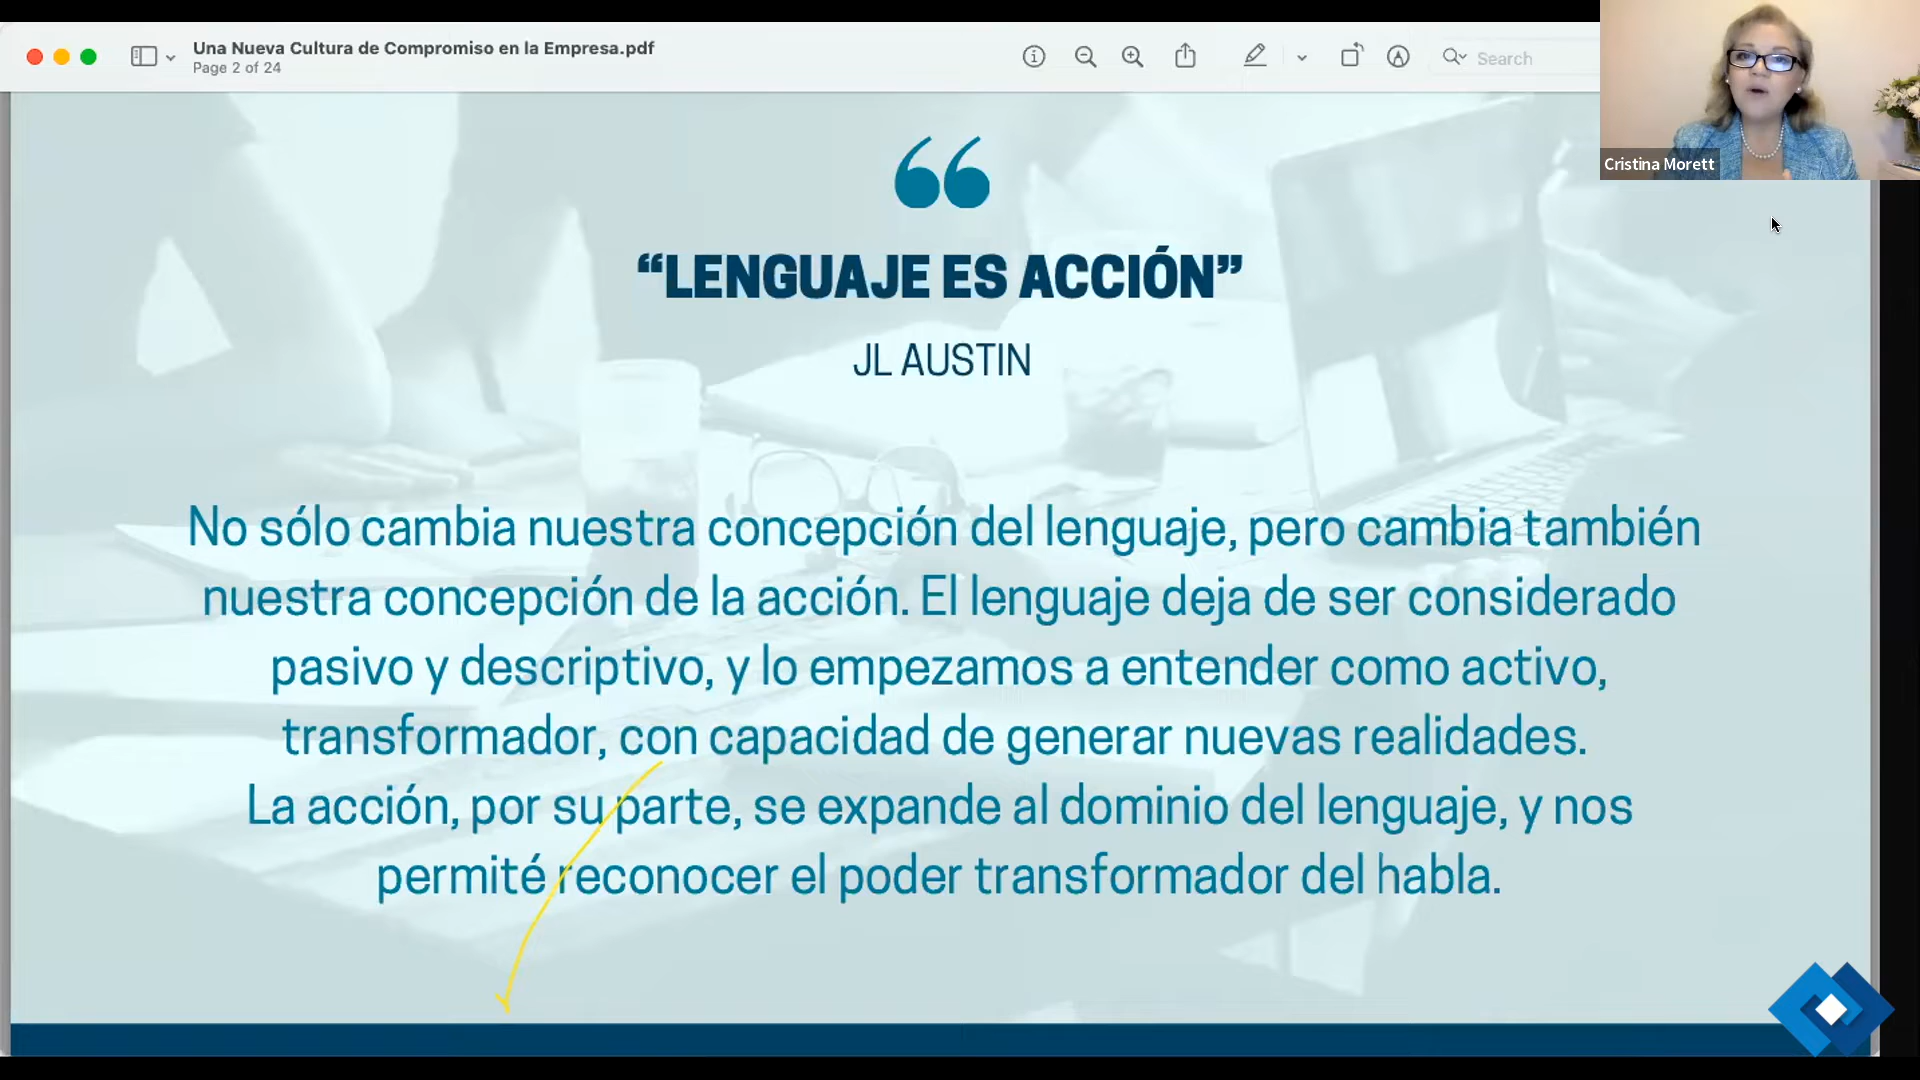 Una Nueva Cultura de Compromiso en la Empresa.pdf
Page 2 of 24
Search
Cristina Morett
“LENGUAJE ES ACCIÓN”
JL AUSTIN
No sólo cambia nuestra concepción del lenguaje, pero cambia también
nuestra concepción de la acción. El lenguaje deja de ser considerado
pasivo y descriptivo, y lo empezamos a entender como activo,
transformador, con capacidad de generar nuevas realidades.
La acción, por su parte, se expande al dominio del lenguaje, y nos
permité reconocer el poder transformador del habla.